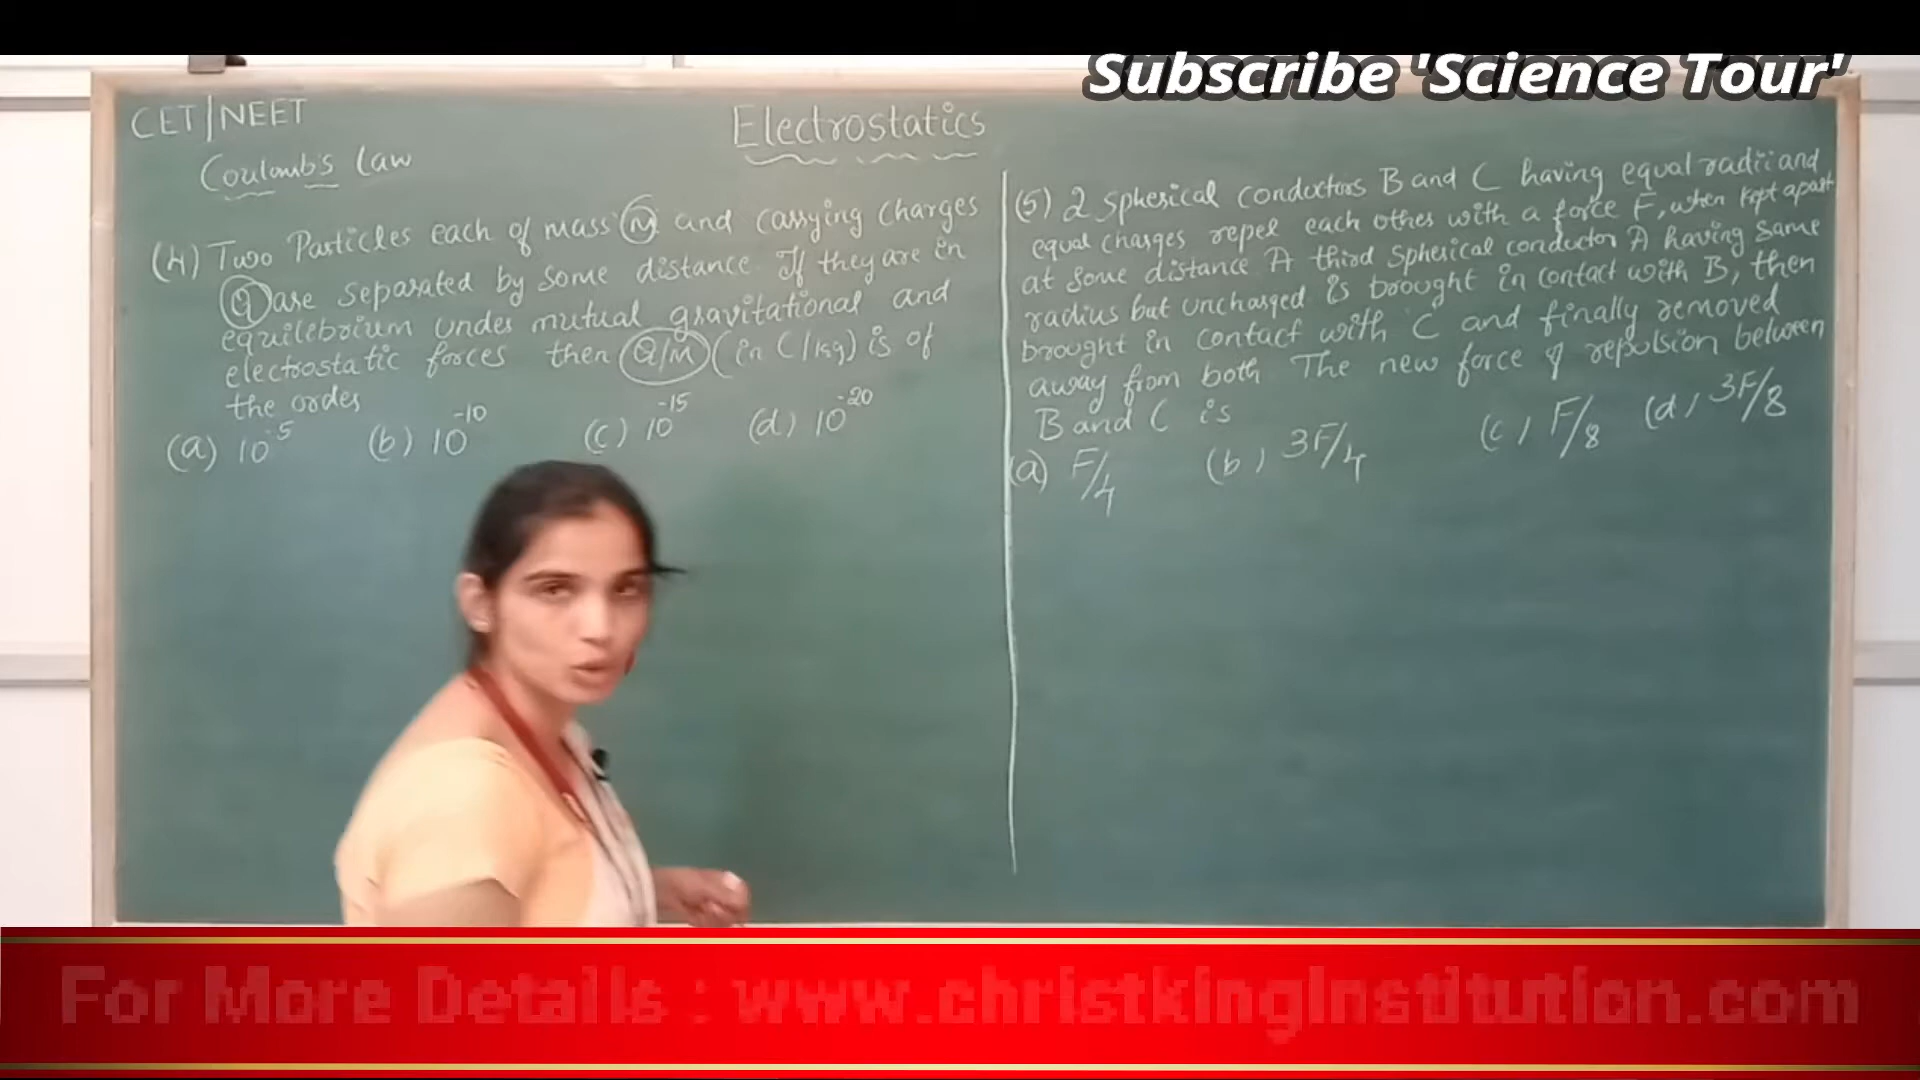 Subscribe 'Science Tour'
CET/NEET
Electrostatics
Coulomb's Law
(4) Two Particles each of mass M and carrying charges
Q are separated by some distance. If they are in
equilibrium under mutual gravitational and
electrostatic forces then Q/M (in C/kg) is of
the order
(a) 10^-5 (b) 10^-10 (c) 10^-15 (d) 10^-20
(5) 2 Spherical conductors B and C having equal radii and
equal charges repel each other with a force F, when kept apart
at some distance A third Spherical conductor A having same
radius but uncharged is brought in contact with B, then
brought in contact with C and finally removed
away from both The new force of repulsion between
B and C is
(a) F/4 (b) 3F/4 (c) F/8 (d) 3F/8
For More Details : www.christkinginstitution.com